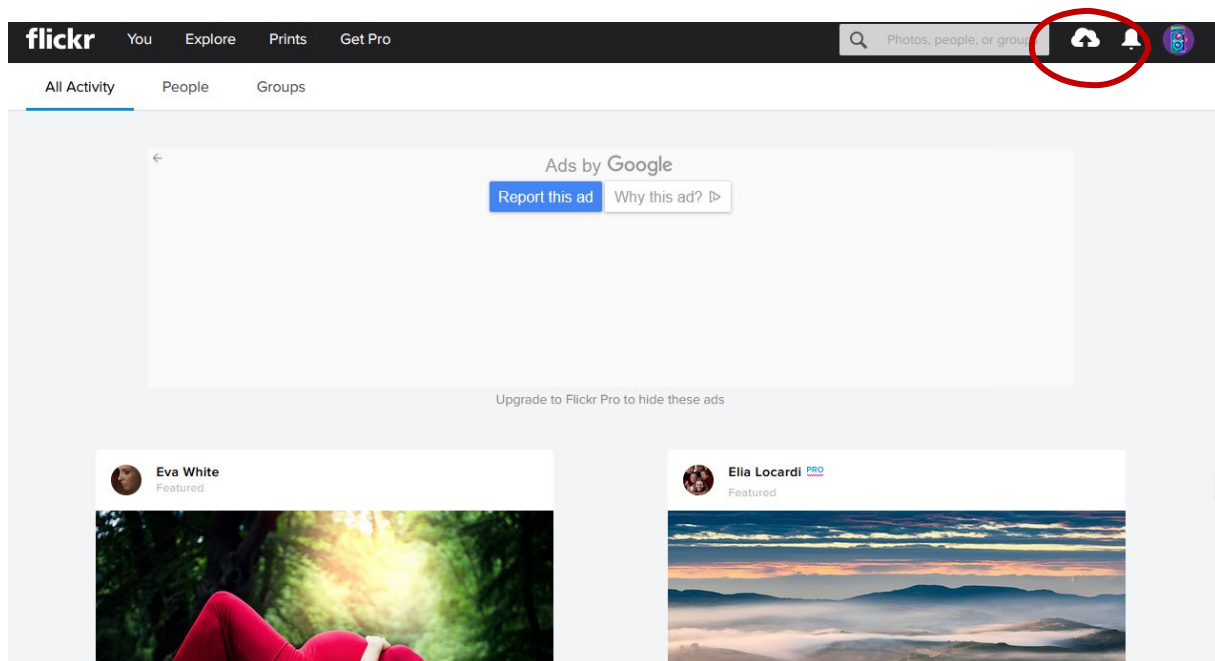 flickr You Explore Prints Get Pro Photos, people, or groups
All Activity People Groups
Ads by Google
Report this ad Why this ad?
Upgrade to Flickr Pro to hide these ads
Eva White
Featured
Elia Locardi PRO
Featured